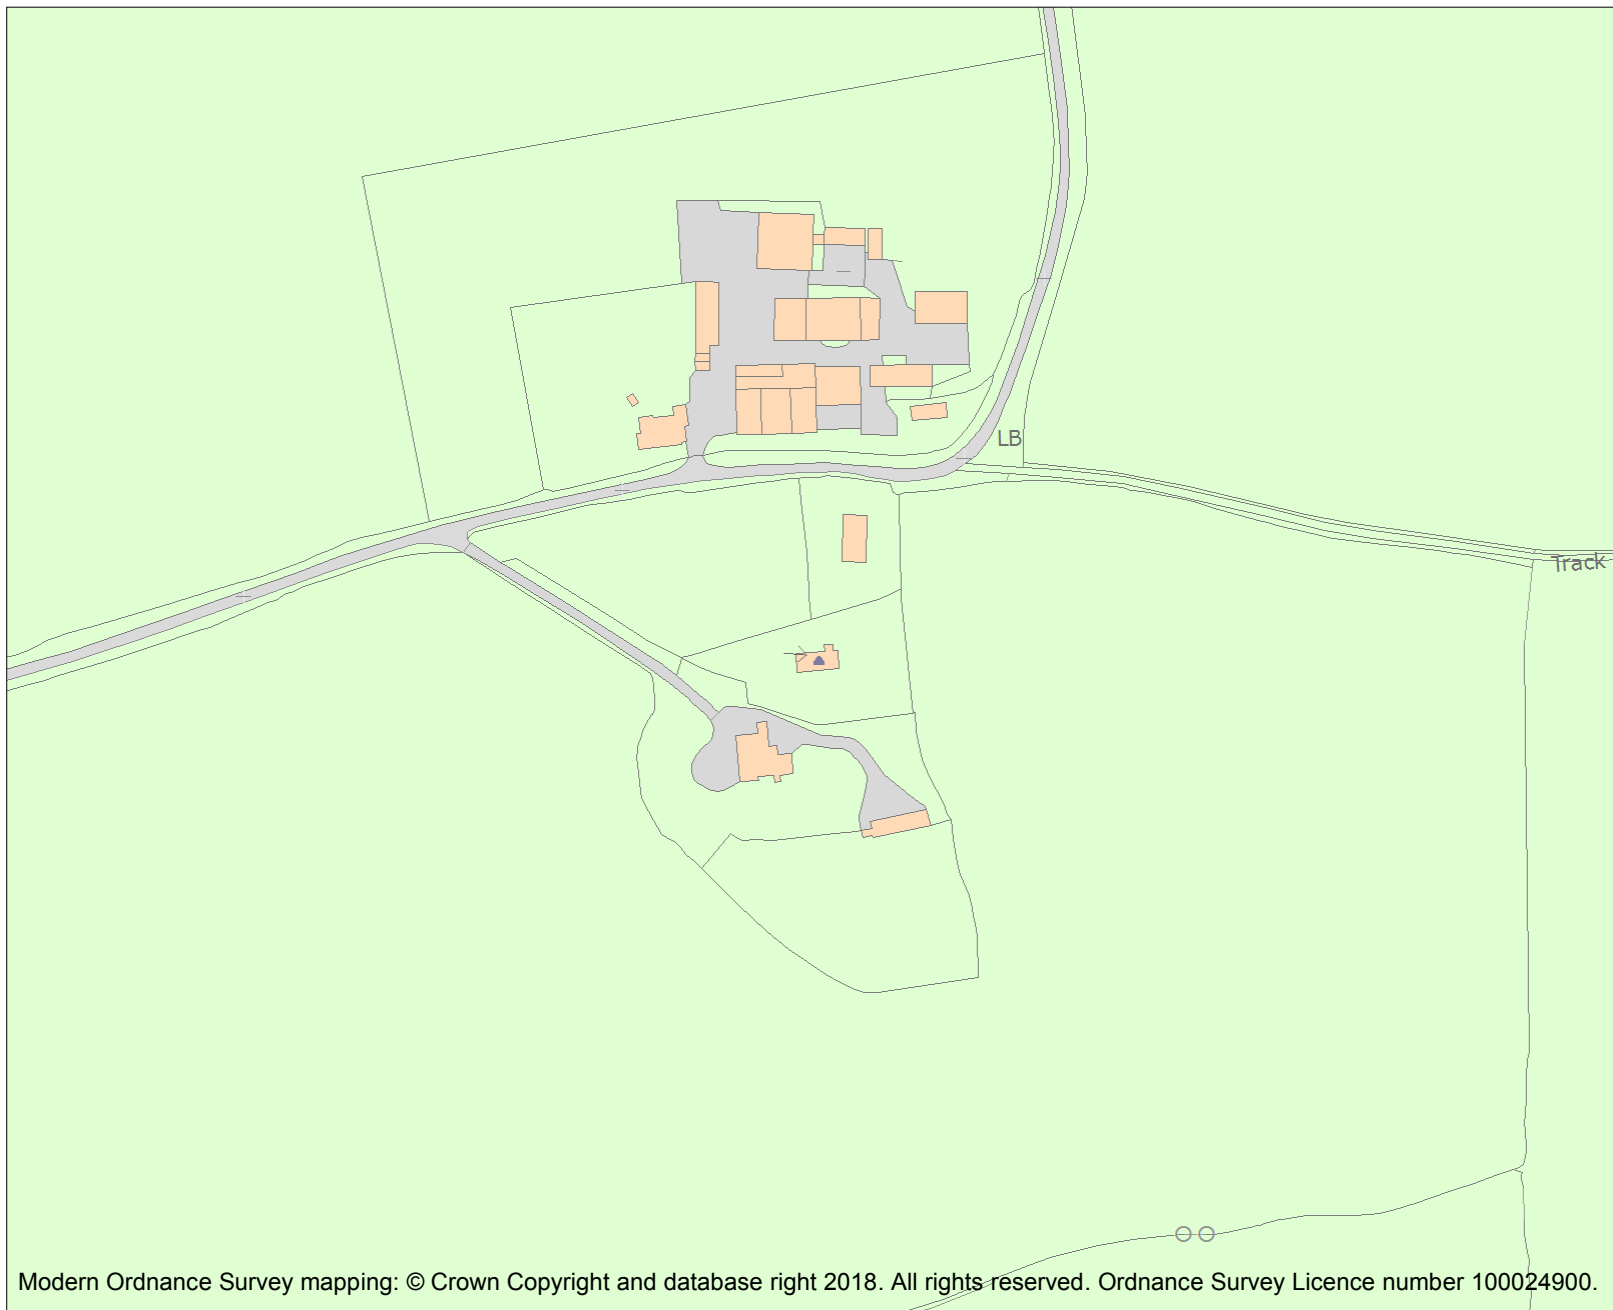 LB
Track
Modern Ordnance Survey mapping: © Crown Copyright and database right 2018. All rights reserved. Ordnance Survey Licence number 100024900.